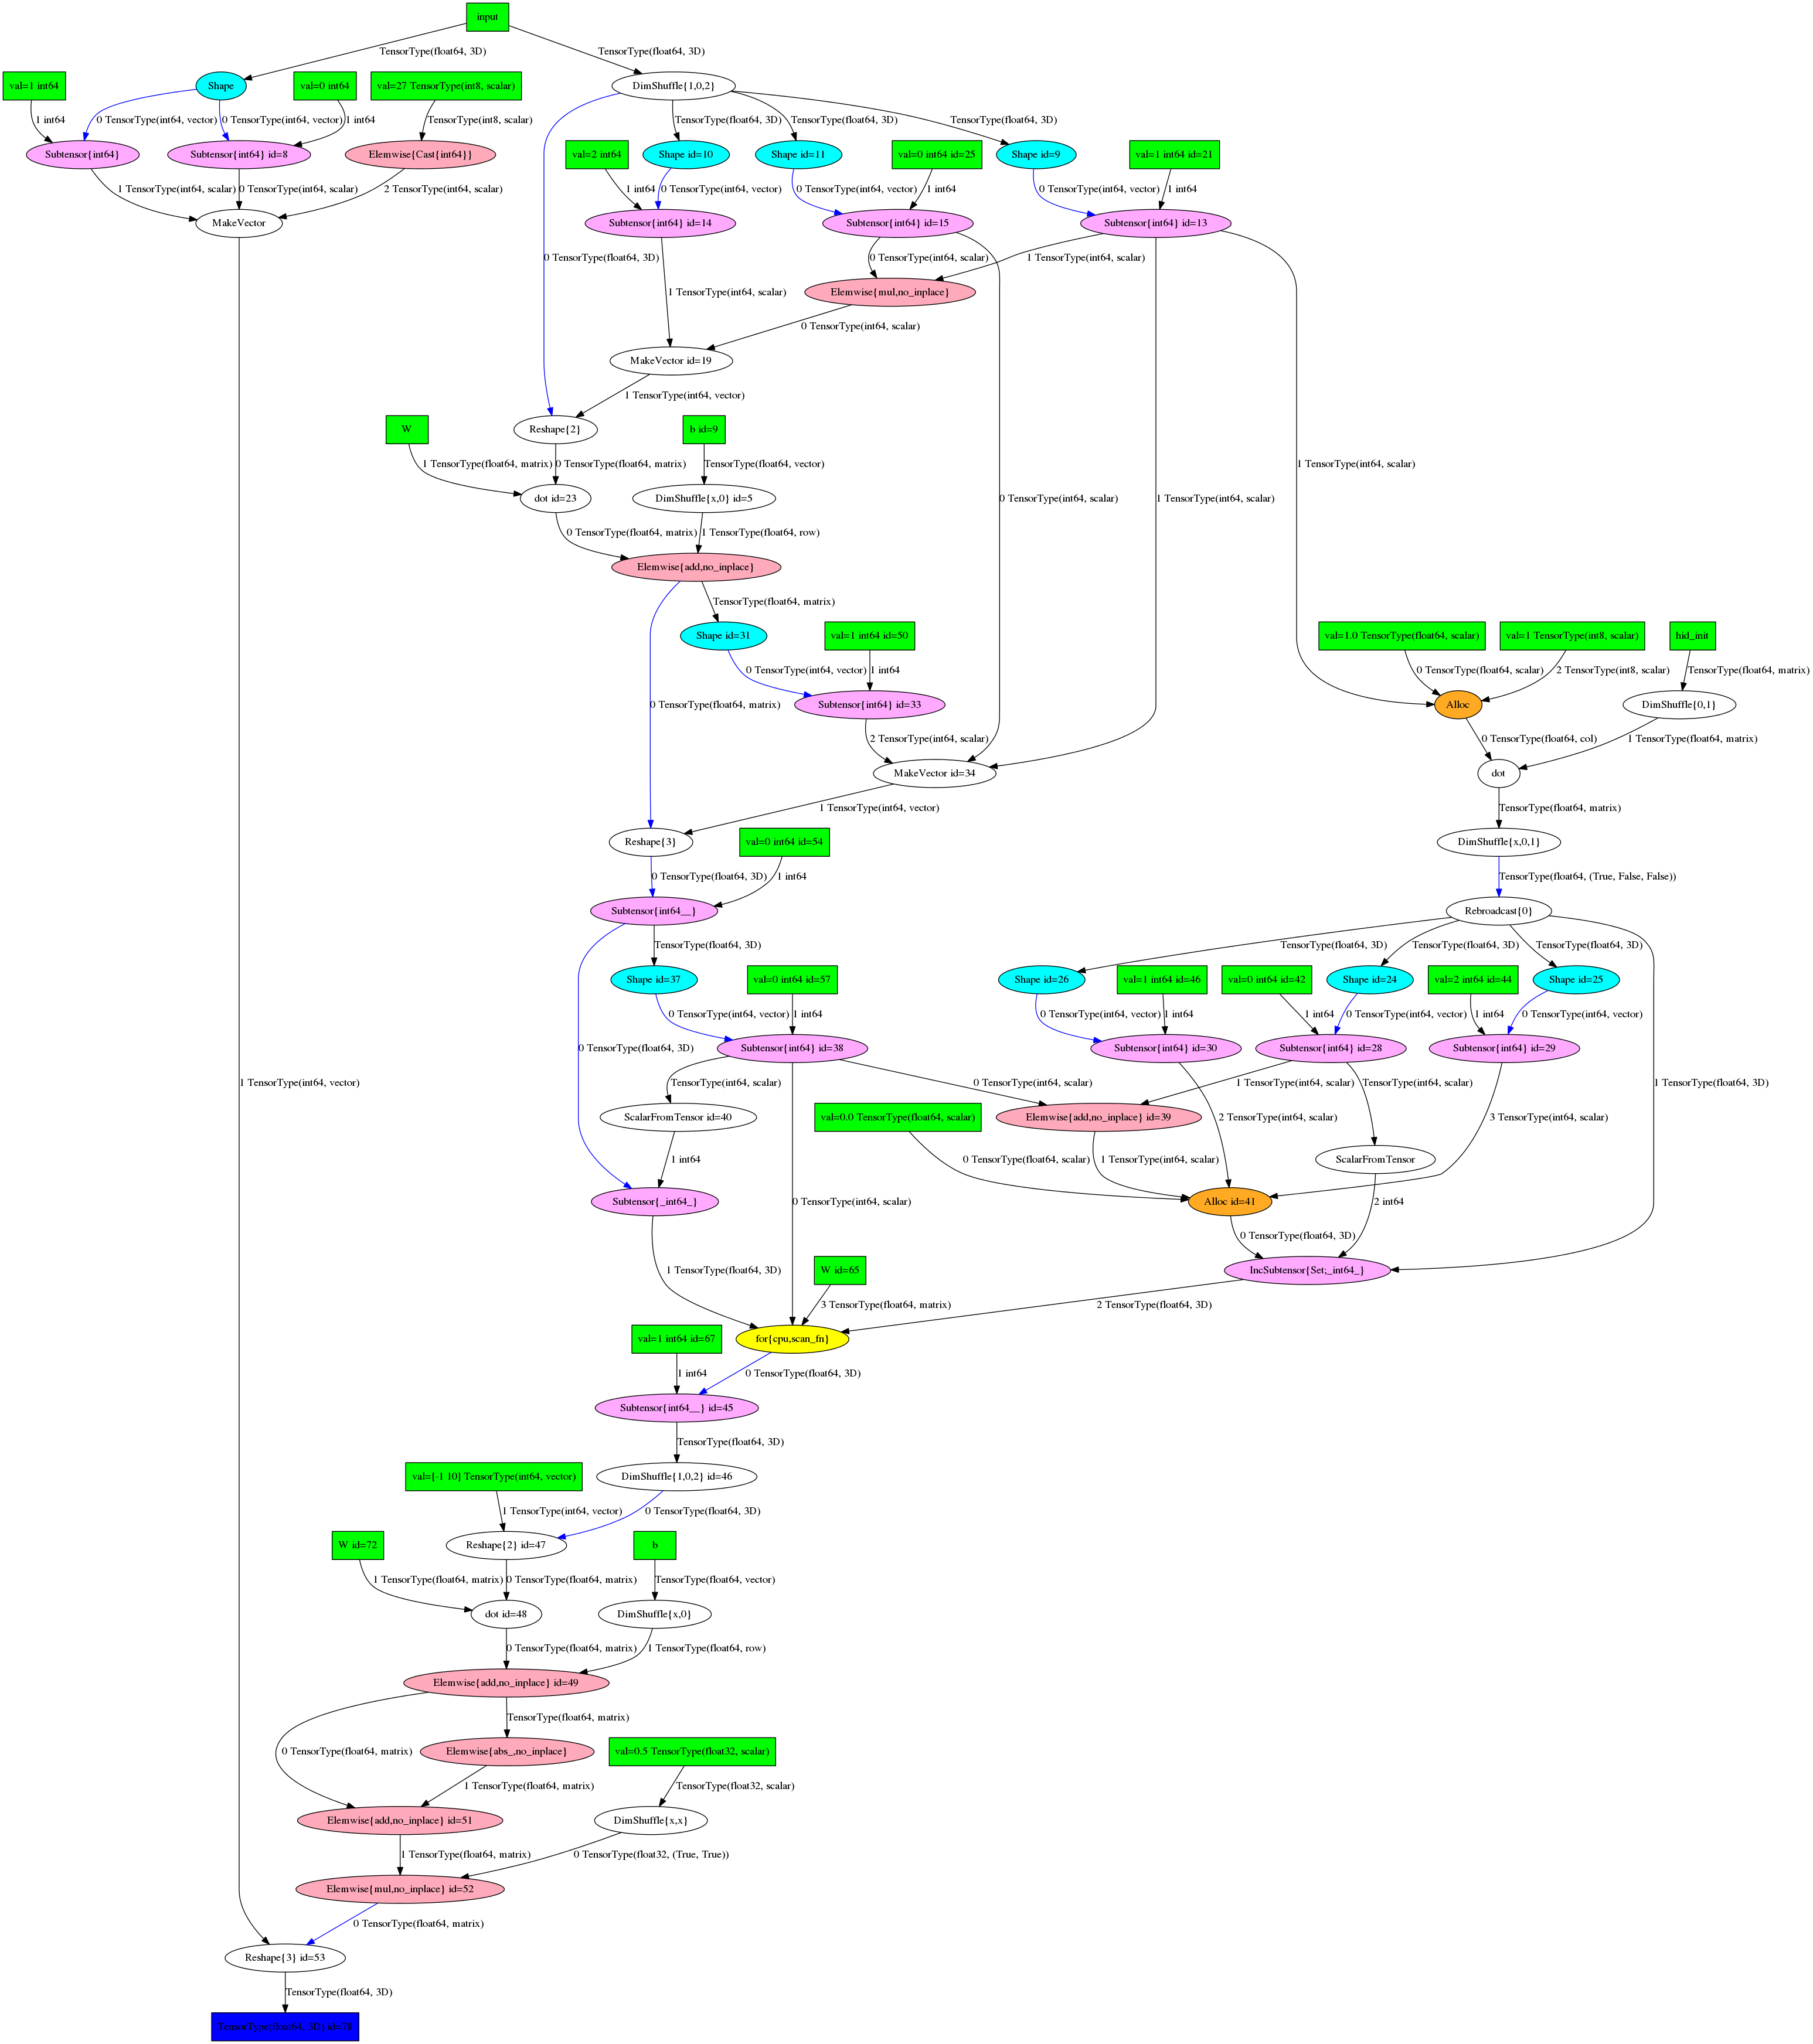 input
TensorType(float64, 3D)
TensorType(float64, 3D)
val=1 int64
Shape
val=0 int64
val=27 TensorType(int8, scalar)
DimShuffle{1,0,2}
1 int64
0 TensorType(int64, vector)
0 TensorType(int64, vector)
1 int64
TensorType(int8, scalar)
TensorType(float64, 3D)
TensorType(float64, 3D)
TensorType(float64, 3D)
Subtensor{int64}
Subtensor{int64} id=8
Elemwise{Cast{int64}}
val=2 int64
Shape id=10
Shape id=11
val=0 int64 id=25
Shape id=9
val=1 int64 id=21
1 TensorType(int64, scalar)
0 TensorType(int64, scalar)
2 TensorType(int64, scalar)
1 int64
0 TensorType(int64, vector)
0 TensorType(int64, vector)
1 int64
0 TensorType(int64, vector)
1 int64
MakeVector
Subtensor{int64} id=14
Subtensor{int64} id=15
Subtensor{int64} id=13
0 TensorType(float64, 3D)
0 TensorType(int64, scalar)
1 TensorType(int64, scalar)
1 TensorType(int64, scalar)
Elemwise{mul,no_inplace}
0 TensorType(int64, scalar)
MakeVector id=19
1 TensorType(int64, vector)
W
Reshape{2}
b id=9
1 TensorType(float64, matrix)
0 TensorType(float64, matrix)
TensorType(float64, vector)
1 TensorType(int64, scalar)
dot id=23
DimShuffle{x,0} id=5
0 TensorType(int64, scalar)
1 TensorType(int64, scalar)
0 TensorType(float64, matrix)
1 TensorType(float64, row)
Elemwise{add,no_inplace}
TensorType(float64, matrix)
Shape id=31
val=1 int64 id=50
val=1.0 TensorType(float64, scalar)
val=1 TensorType(int8, scalar)
hid_init
0 TensorType(int64, vector)
1 int64
0 TensorType(float64, scalar)
2 TensorType(int8, scalar)
TensorType(float64, matrix)
0 TensorType(float64, matrix)
Subtensor{int64} id=33
Alloc
DimShuffle{0,1}
2 TensorType(int64, scalar)
0 TensorType(float64, col)
1 TensorType(float64, matrix)
MakeVector id=34
dot
1 TensorType(int64, vector)
TensorType(float64, matrix)
Reshape{3}
val=0 int64 id=54
DimShuffle{x,0,1}
0 TensorType(float64, 3D)
1 int64
TensorType(float64, (True, False, False))
Subtensor{int64__}
Rebroadcast{0}
TensorType(float64, 3D)
TensorType(float64, 3D)
TensorType(float64, 3D)
TensorType(float64, 3D)
Shape id=37
val=0 int64 id=57
Shape id=26
val=1 int64 id=46
val=0 int64 id=42
Shape id=24
val=2 int64 id=44
Shape id=25
0 TensorType(int64, vector)
1 int64
0 TensorType(int64, vector)
1 int64
1 int64
0 TensorType(int64, vector)
1 int64
0 TensorType(int64, vector)
0 TensorType(float64, 3D)
Subtensor{int64} id=38
Subtensor{int64} id=30
Subtensor{int64} id=28
Subtensor{int64} id=29
1 TensorType(int64, vector)
TensorType(int64, scalar)
0 TensorType(int64, scalar)
1 TensorType(int64, scalar)
TensorType(int64, scalar)
1 TensorType(float64, 3D)
ScalarFromTensor id=40
val=0.0 TensorType(float64, scalar)
Elemwise{add,no_inplace} id=39
2 TensorType(int64, scalar)
3 TensorType(int64, scalar)
1 int64
0 TensorType(float64, scalar)
1 TensorType(int64, scalar)
ScalarFromTensor
Subtensor{_int64_}
0 TensorType(int64, scalar)
Alloc id=41
2 int64
0 TensorType(float64, 3D)
1 TensorType(float64, 3D)
W id=65
IncSubtensor{Set;_int64_}
3 TensorType(float64, matrix)
2 TensorType(float64, 3D)
val=1 int64 id=67
for{cpu,scan_fn}
1 int64
0 TensorType(float64, 3D)
Subtensor{int64__} id=45
TensorType(float64, 3D)
val=[-1 10] TensorType(int64, vector)
DimShuffle{1,0,2} id=46
1 TensorType(int64, vector)
0 TensorType(float64, 3D)
W id=72
Reshape{2} id=47
b
1 TensorType(float64, matrix)
0 TensorType(float64, matrix)
TensorType(float64, vector)
dot id=48
DimShuffle{x,0}
0 TensorType(float64, matrix)
1 TensorType(float64, row)
Elemwise{add,no_inplace} id=49
TensorType(float64, matrix)
0 TensorType(float64, matrix)
Elemwise{abs_,no_inplace}
val=0.5 TensorType(float32, scalar)
1 TensorType(float64, matrix)
TensorType(float32, scalar)
Elemwise{add,no_inplace} id=51
DimShuffle{x,x}
1 TensorType(float64, matrix)
0 TensorType(float32, (True, True))
Elemwise{mul,no_inplace} id=52
0 TensorType(float64, matrix)
Reshape{3} id=53
TensorType(float64, 3D)
TensorType(float64, 3D) id=78